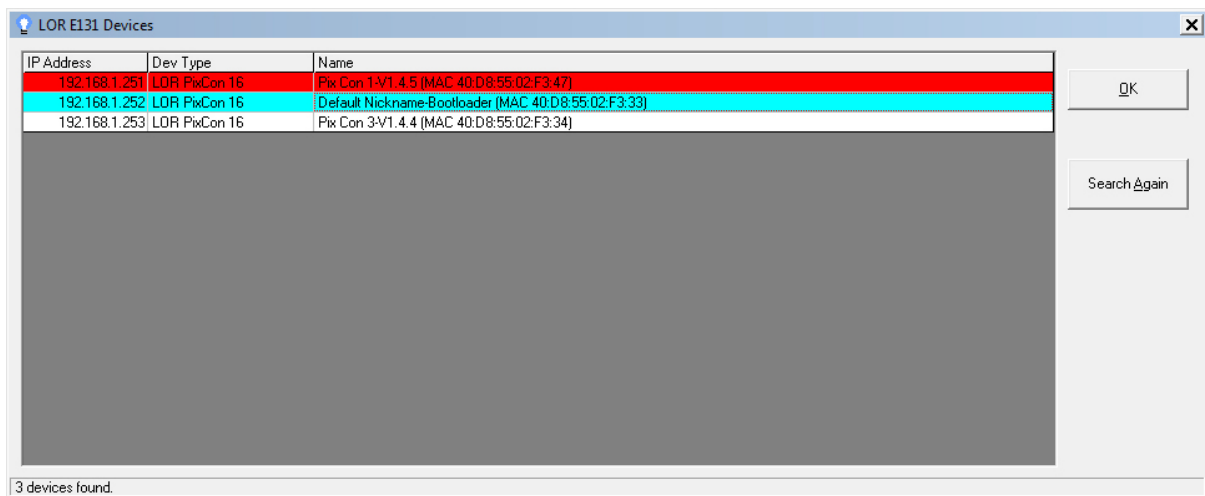 LOR E131 Devices
IP Address Dev Type Name
192.168.1.251 LOR PixCon 16 Pix Con 1-V1.4.5 (MAC 40:D8:55:02:F3:47)
192.168.1.252 LOR PixCon 16 Default Nickname-Bootloader (MAC 40:D8:55:02:F3:33)
192.168.1.253 LOR PixCon 16 Pix Con 3-V1.4.4 (MAC 40:D8:55:02:F3:34)
OK
Search Again
3 devices found.